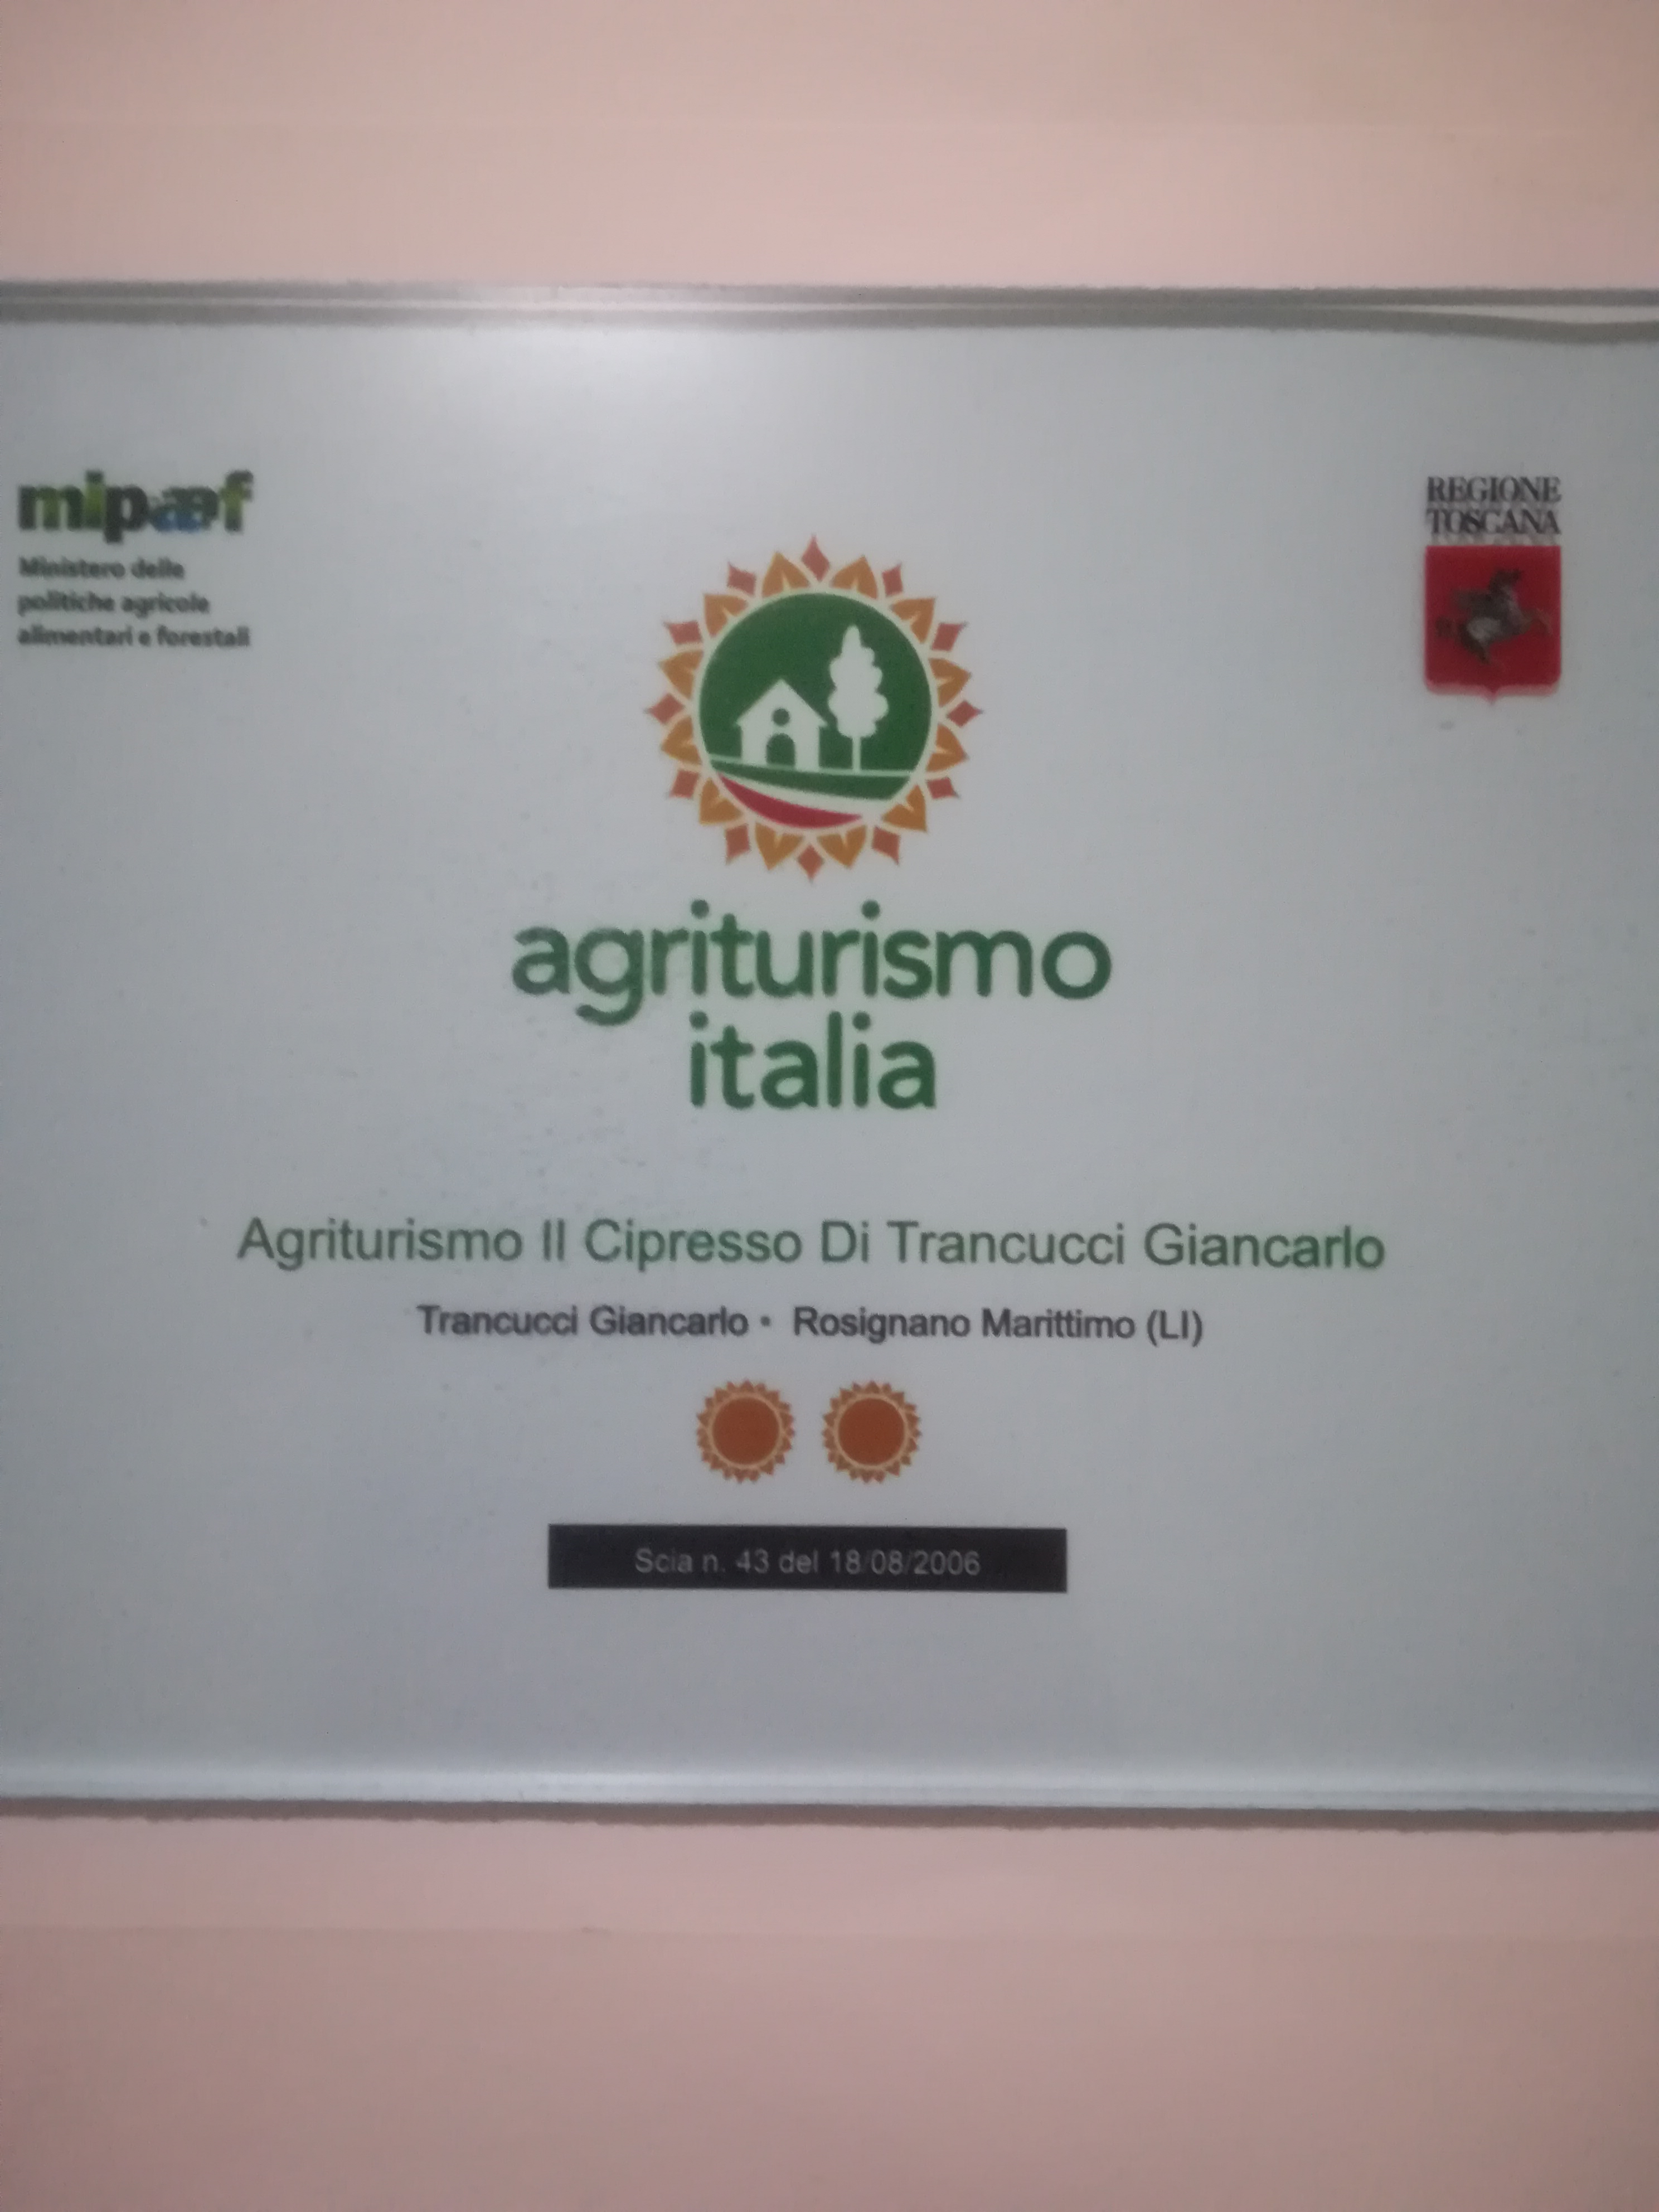 mipaaf
Ministero delle
politiche agricole
alimentari e forestali
REGIONE
TOSCANA
agriturismo
italia
Agriturismo Il Cipresso Di Trancucci Giancarlo
Trancucci Giancarlo • Rosignano Marittimo (LI)
Scia n. 43 del 18/08/2006